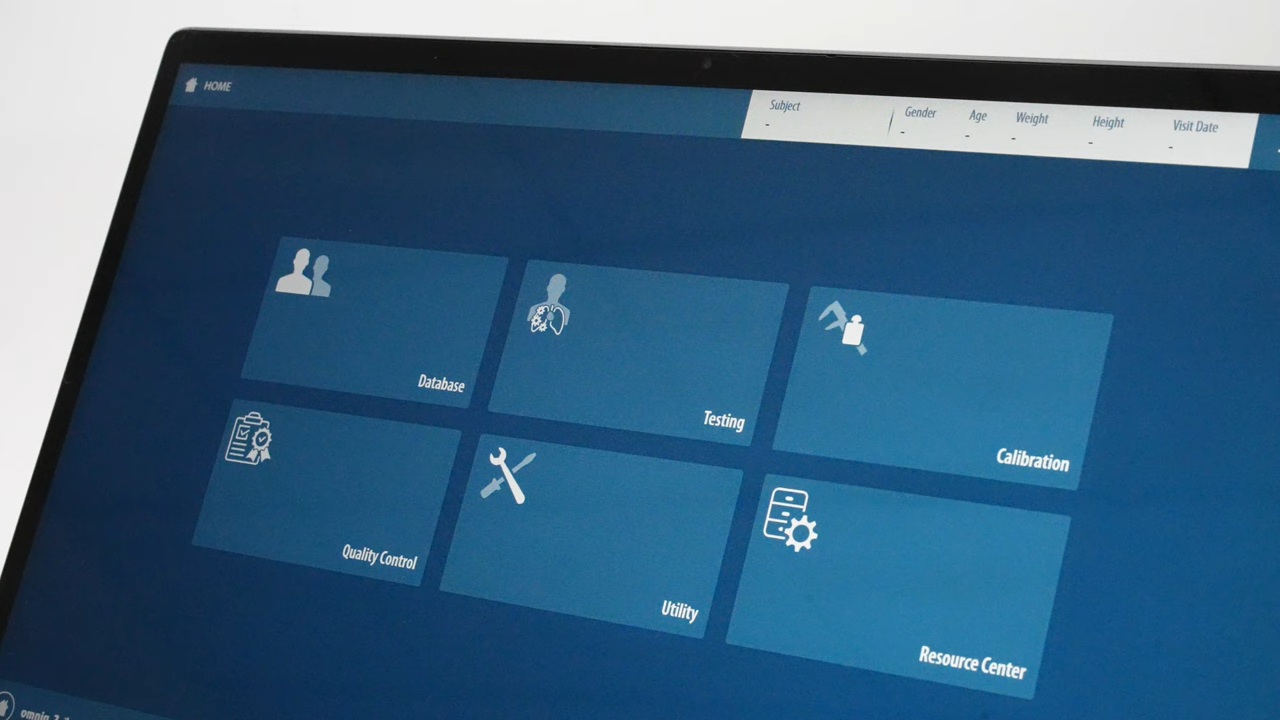 HOME
Subject Gender Age Weight Height Visit Date
- - - - - -
Database
Testing
Calibration
Quality Control
Utility
Resource Center